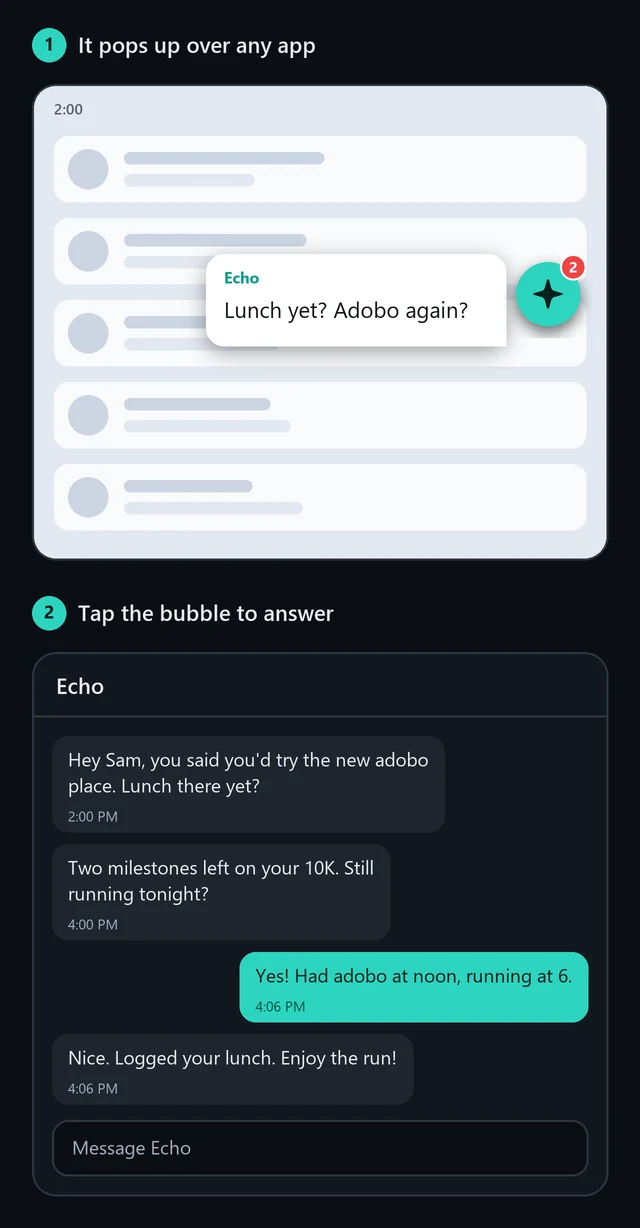 1 It pops up over any app
2:00
2
Echo
Lunch yet? Adobo again?
2 Tap the bubble to answer
Echo
Hey Sam, you said you'd try the new adobo
place. Lunch there yet?
2:00 PM
Two milestones left on your 10K. Still
running tonight?
4:00 PM
Yes! Had adobo at noon, running at 6.
4:06 PM
Nice. Logged your lunch. Enjoy the run!
4:06 PM
Message Echo